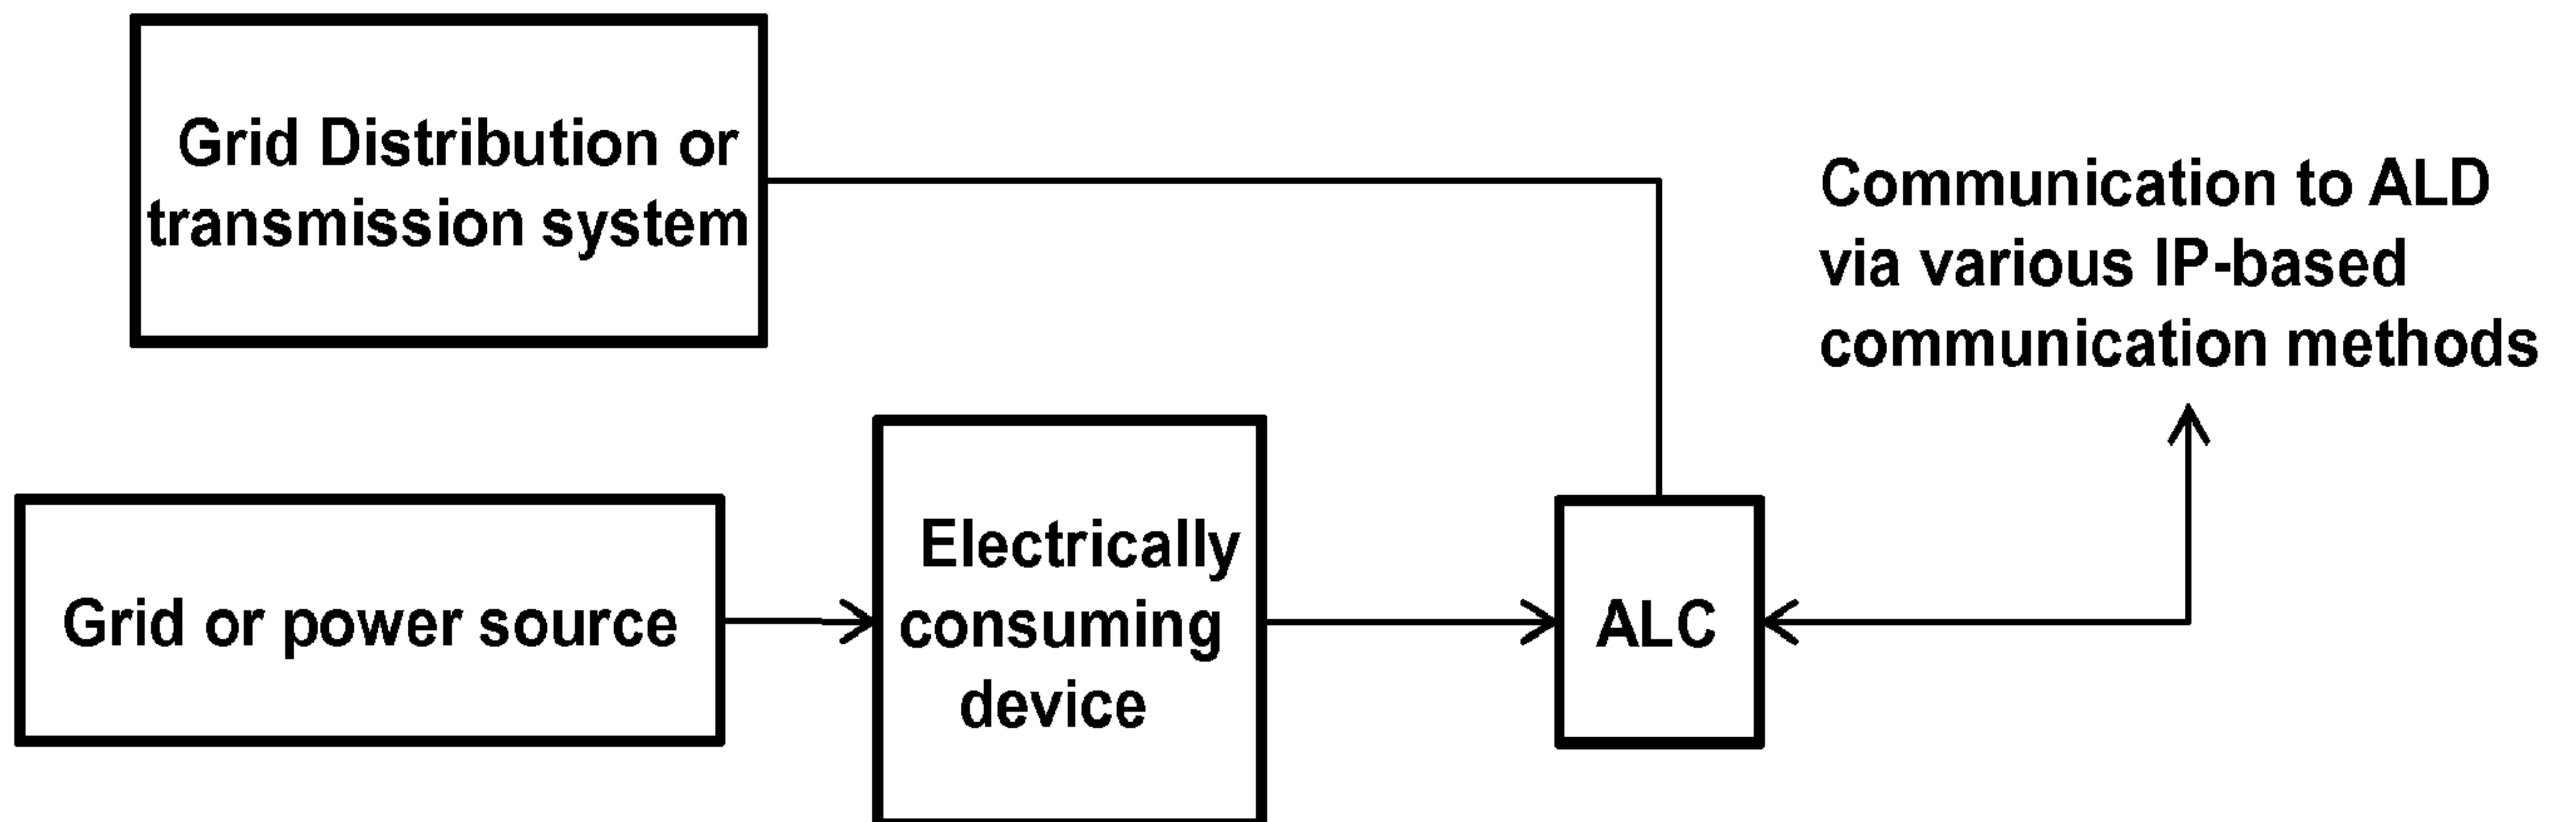 Grid Distribution or
transmission system
Communication to ALD
via various IP-based
communication methods
Grid or power source
Electrically
consuming
device
ALC